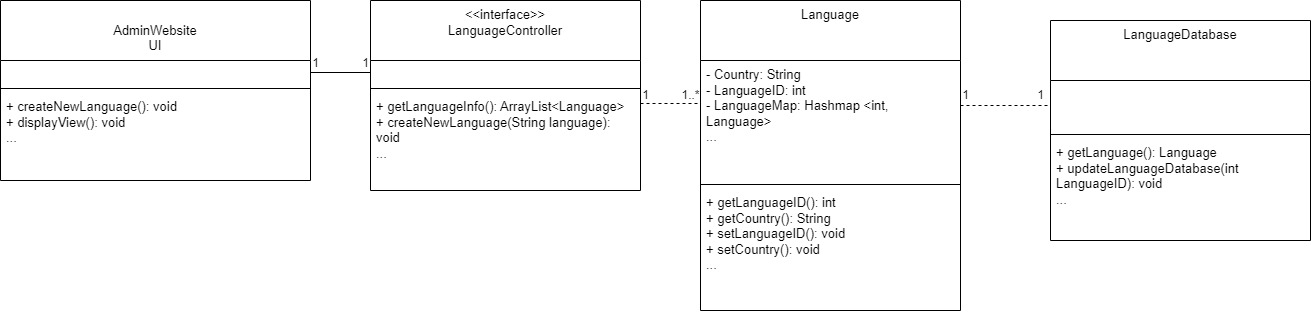 AdminWebsite
UI
+ createNewLanguage(): void
+ displayView(): void
...
1
1
<<interface>>
LanguageController
+ getLanguageInfo(): ArrayList<Language>
+ createNewLanguage(String language):
void
...
1
1..*
Language
- Country: String
- LanguageID: int
- LanguageMap: Hashmap <int,
Language>
...
+ getLanguageID(): int
+ getCountry(): String
+ setLanguageID(): void
+ setCountry(): void
...
1
1
LanguageDatabase
+ getLanguage(): Language
+ updateLanguageDatabase(int
LanguageID): void
...